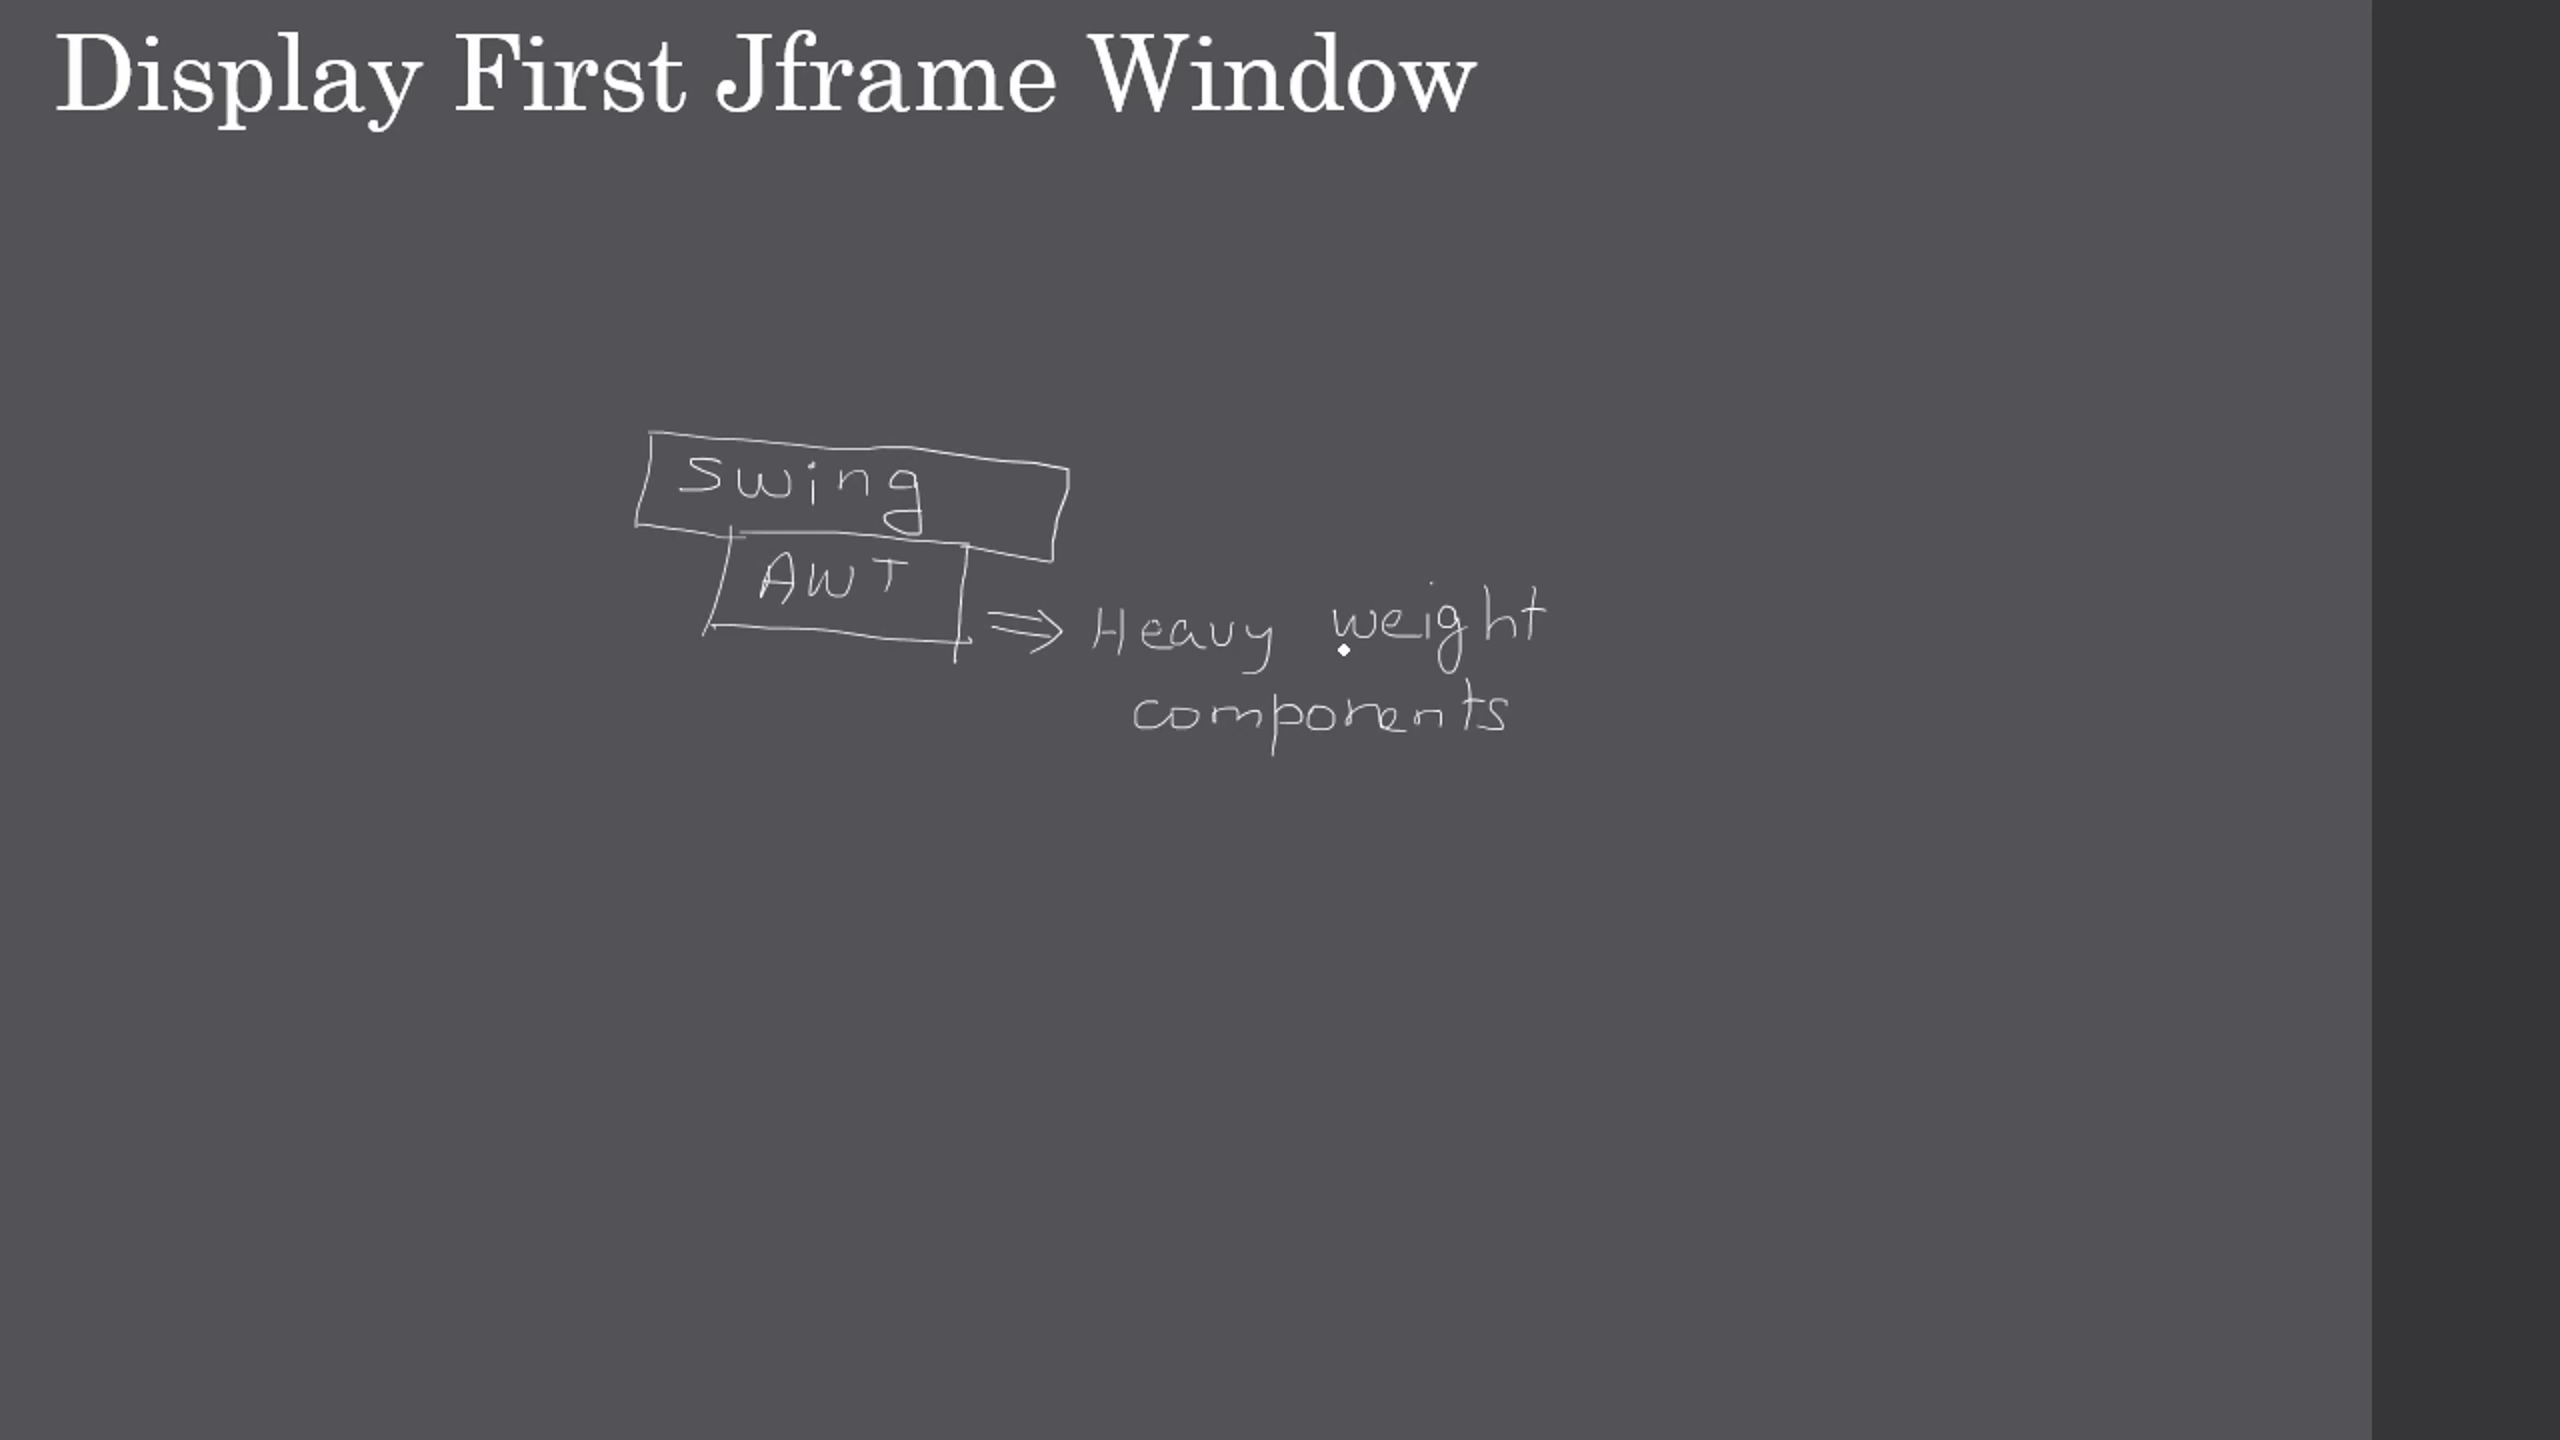 Display First Jframe Window
swing
AWT
⇒ Heavy weight
components